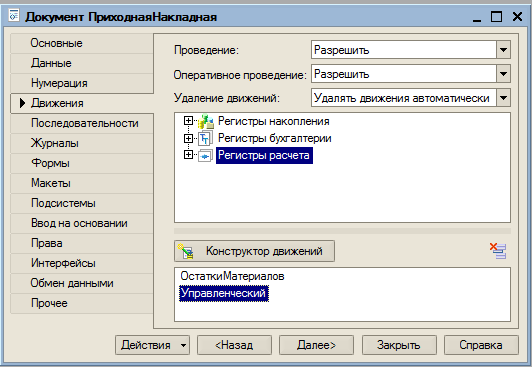 Документ ПриходнаяНакладная
Основные
Данные
Нумерация
Движения
Последовательности
Журналы
Формы
Макеты
Подсистемы
Ввод на основании
Права
Интерфейсы
Обмен данными
Прочее
Проведение: Разрешить
Оперативное проведение: Разрешить
Удаление движений: Удалять движения автоматически
Регистры накопления
Регистры бухгалтерии
Регистры расчета
Конструктор движений
ОстаткиМатериалов
Управленческий
Действия <Назад Далее> Закрыть Справка